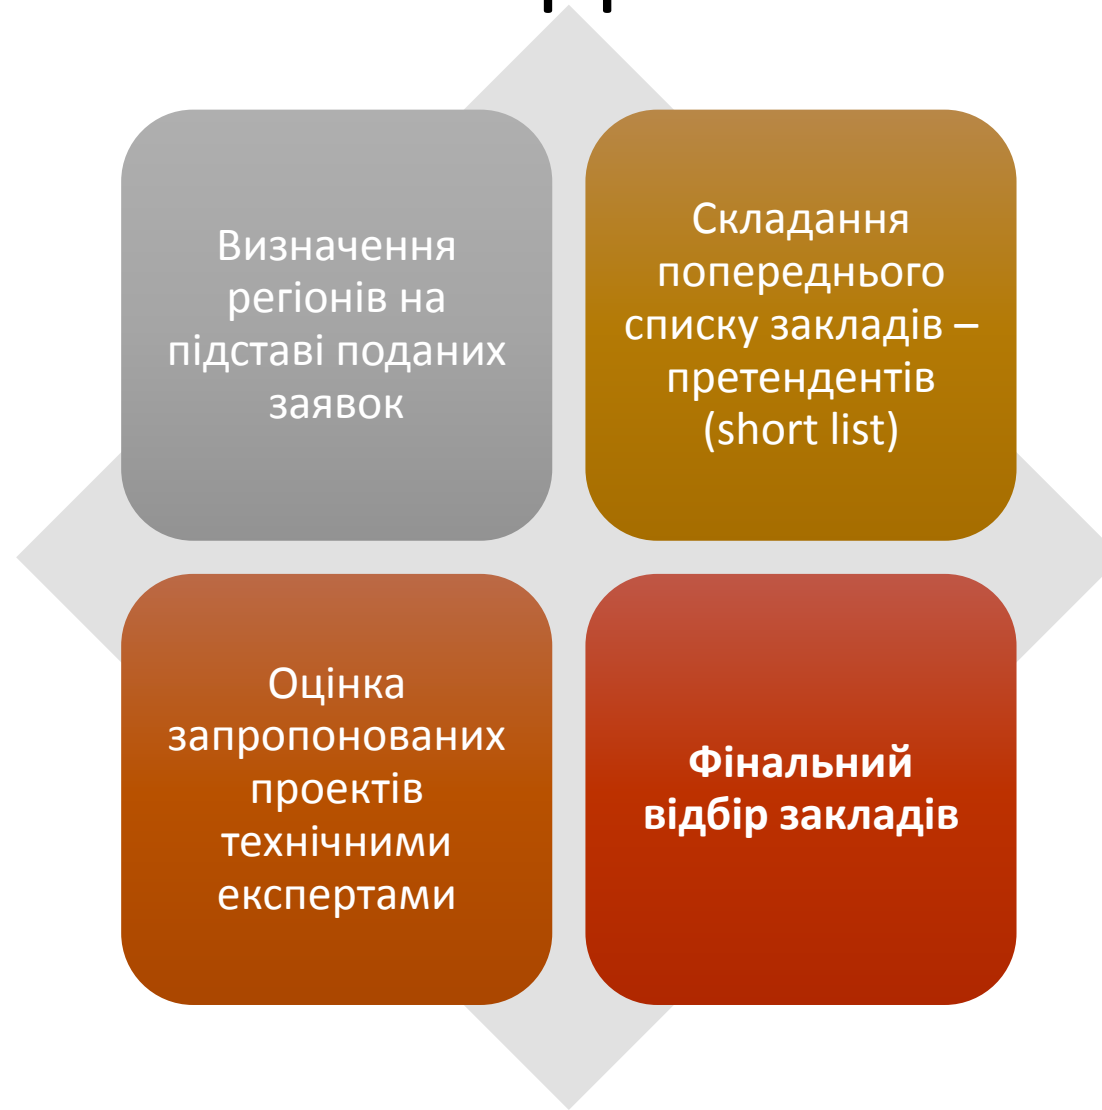 Визначення
регіонів на
підставі поданих
заявок
Складання
попереднього
списку закладів –
претендентів
(short list)
Оцінка
запропонованих
проектів
технічними
експертами
Фінальний
відбір закладів